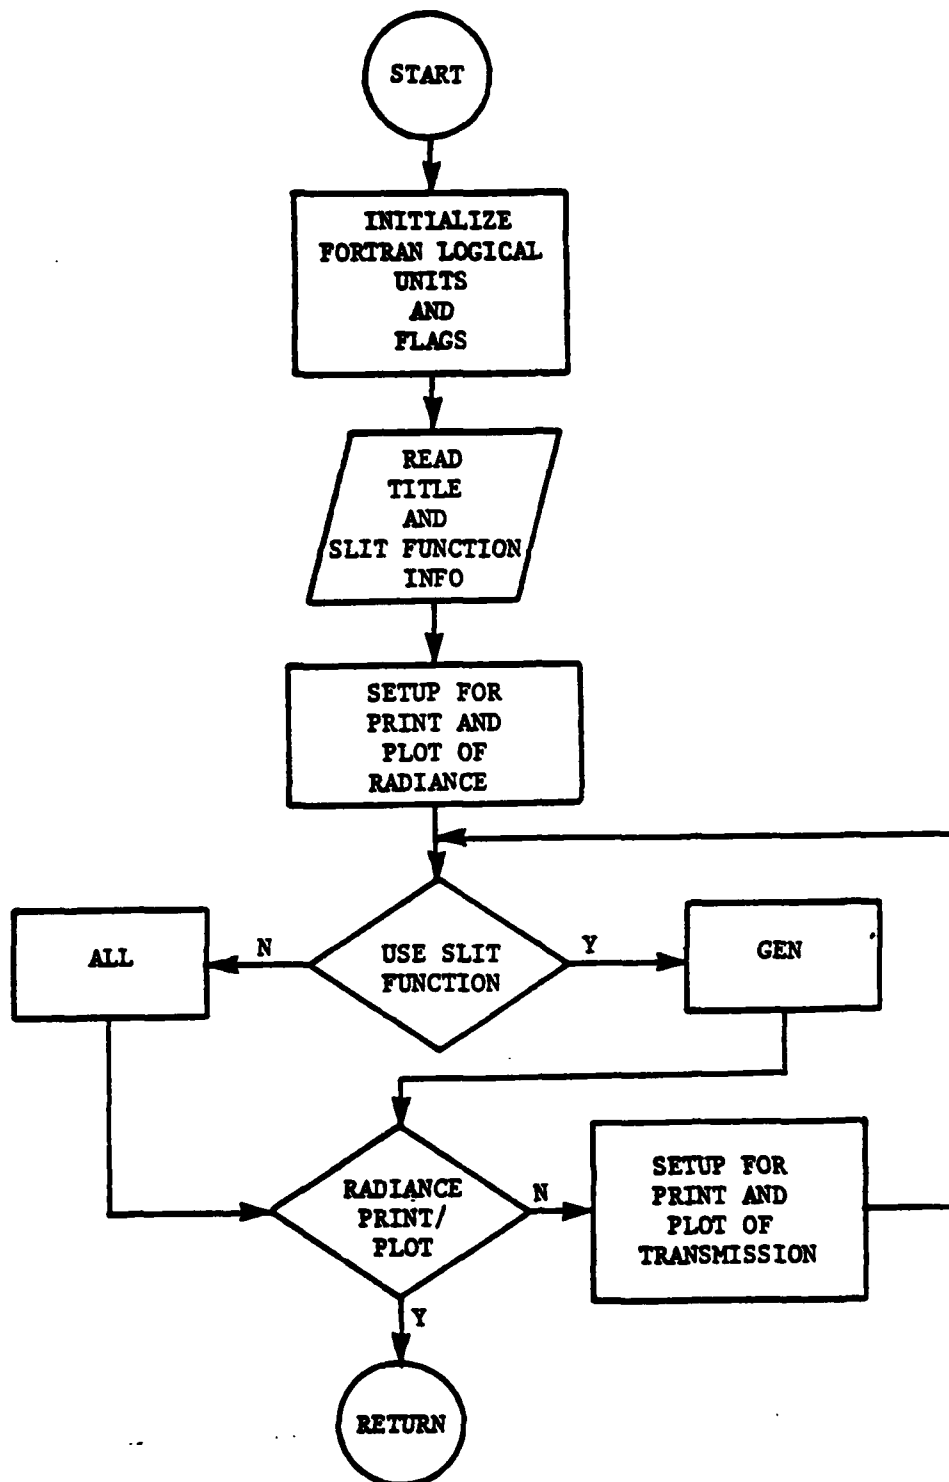 START
INITIALIZE
FORTRAN LOGICAL
UNITS
AND
FLAGS
READ
TITLE
AND
SLIT FUNCTION
INFO
SETUP FOR
PRINT AND
PLOT OF
RADIANCE
ALL
N
USE SLIT
FUNCTION
Y
GEN
RADIANCE
PRINT/
PLOT
N
SETUP FOR
PRINT AND
PLOT OF
TRANSMISSION
Y
RETURN